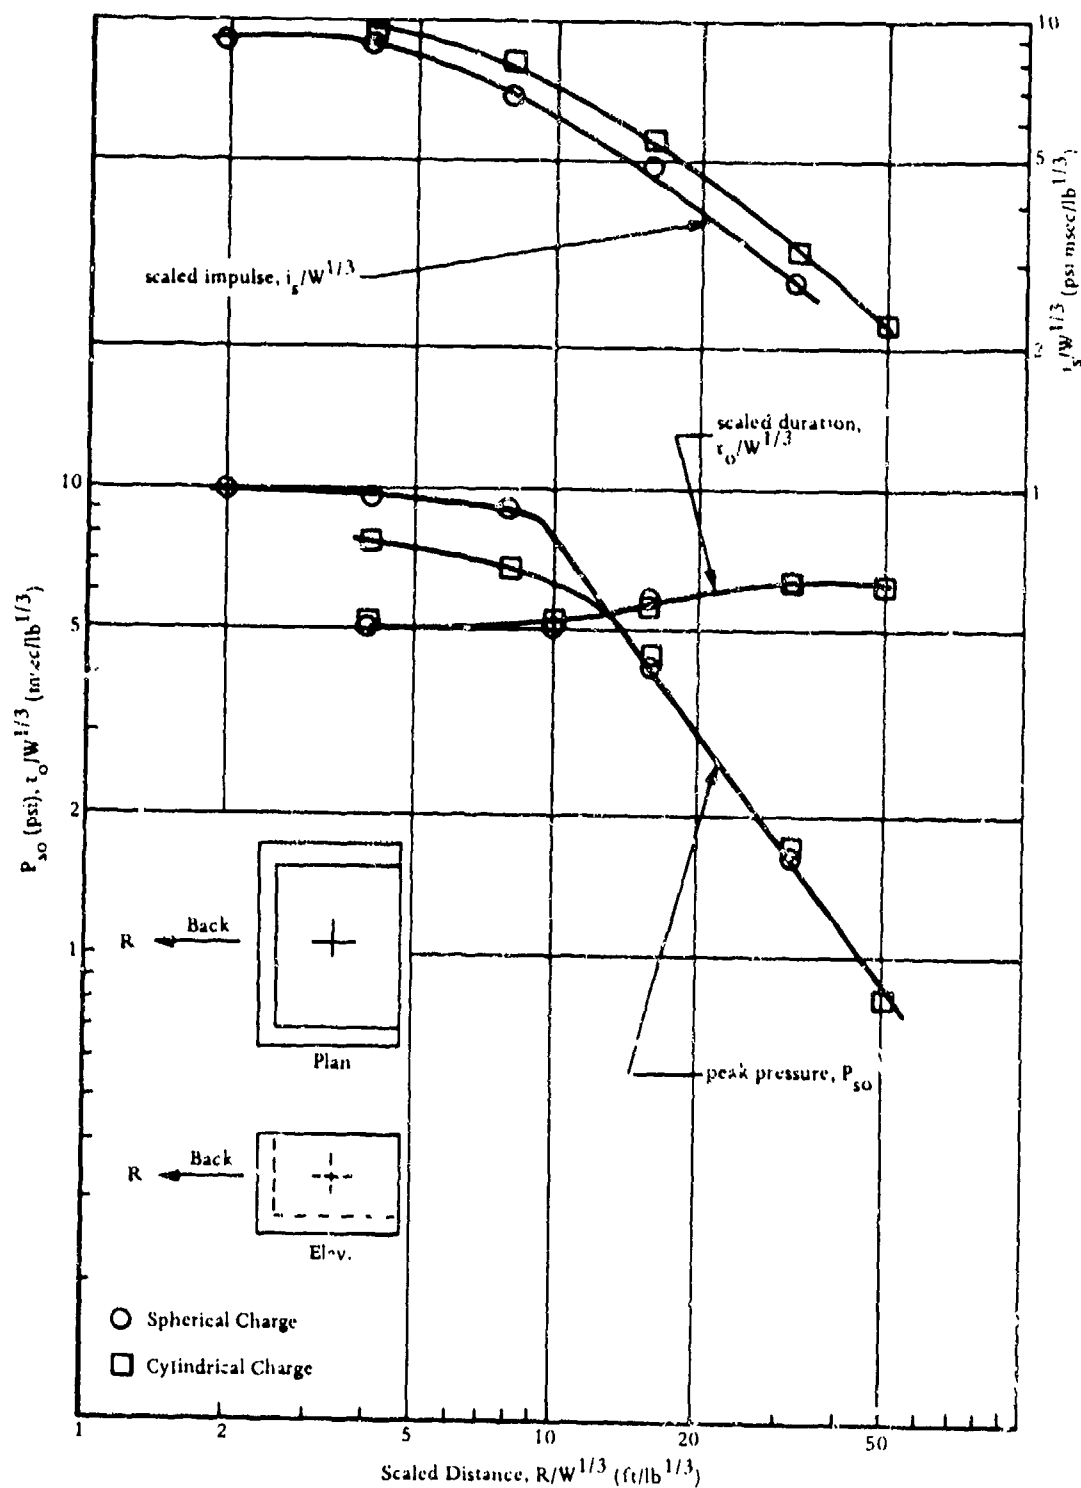 10
5
2
1
i_s/W^1/3 (psi msec/lb^1/3)
scaled impulse, i_s/W^1/3
scaled duration,
τ_o/W^1/3
10
5
2
1
P_so (psi), τ_o/W^1/3 (msec/lb^1/3)
R
Back
Plan
peak pressure, P_so
R
Back
Elev.
Spherical Charge
Cylindrical Charge
1
2
5
10
20
50
Scaled Distance, R/W^1/3 (ft/lb^1/3)